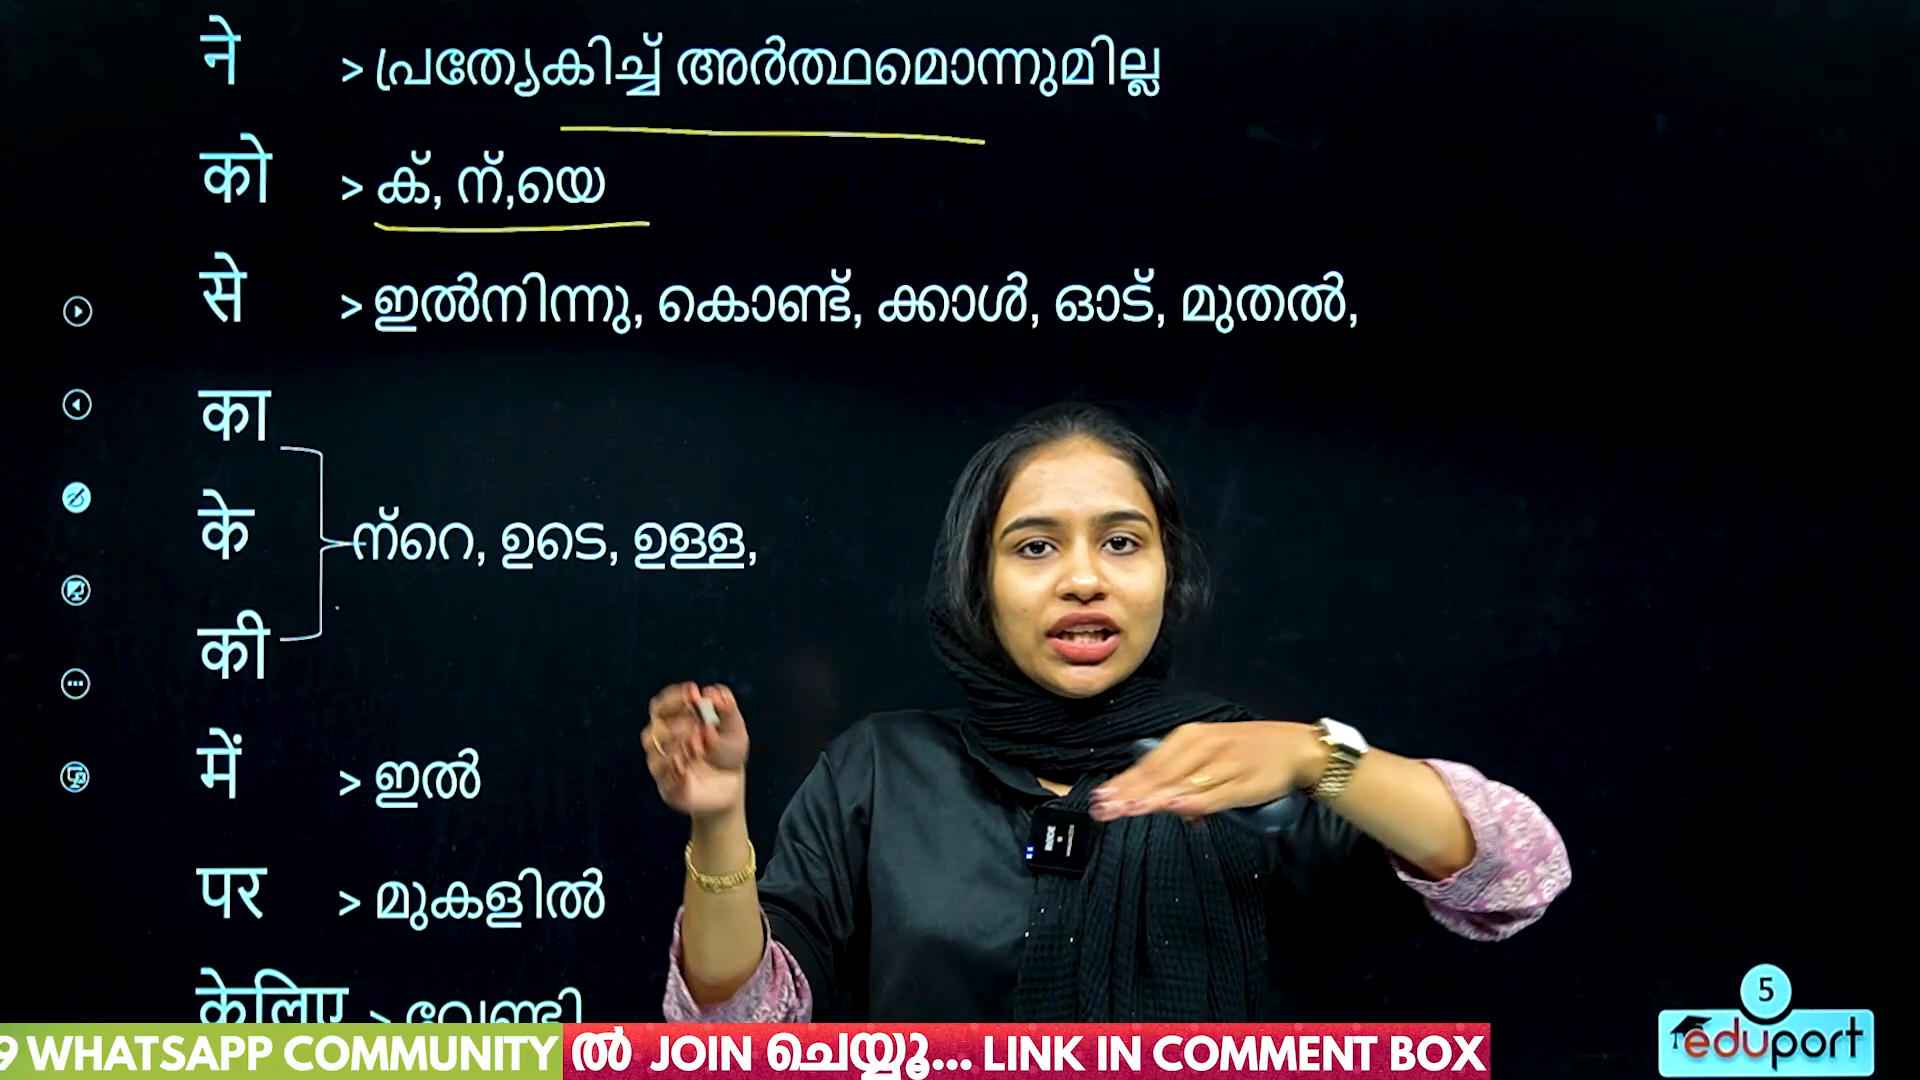 ने > പ്രത്യേകിച്ച് അർത്ഥമൊന്നുമില്ല
को > ക്, ന്,യെ
से > ഇൽനിന്നു, കൊണ്ട്, ക്കാൾ, ഓട്, മുതൽ,
का
के ന്റെ, ഉടെ, ഉള്ള,
की
में > ഇൽ
पर > മുകളിൽ
केलिए > വേണ്ടി
9 WHATSAPP COMMUNITY ൽ JOIN ചെയ്യൂ... LINK IN COMMENT BOX
5
eduport